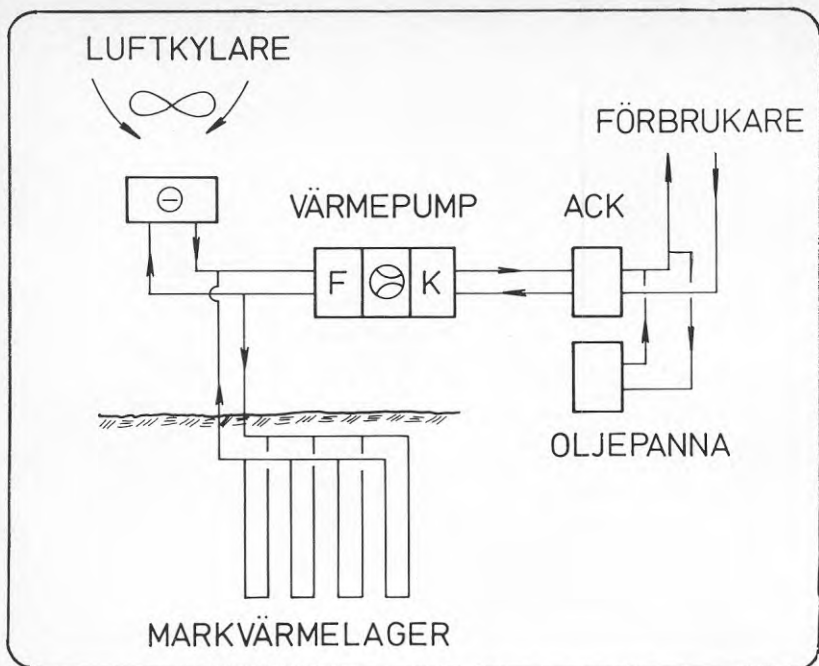 LUFTKYLARE
FÖRBRUKARE
VÄRMEPUMP
ACK
F
K
OLJEPANNA
MARKVÄRMELAGER